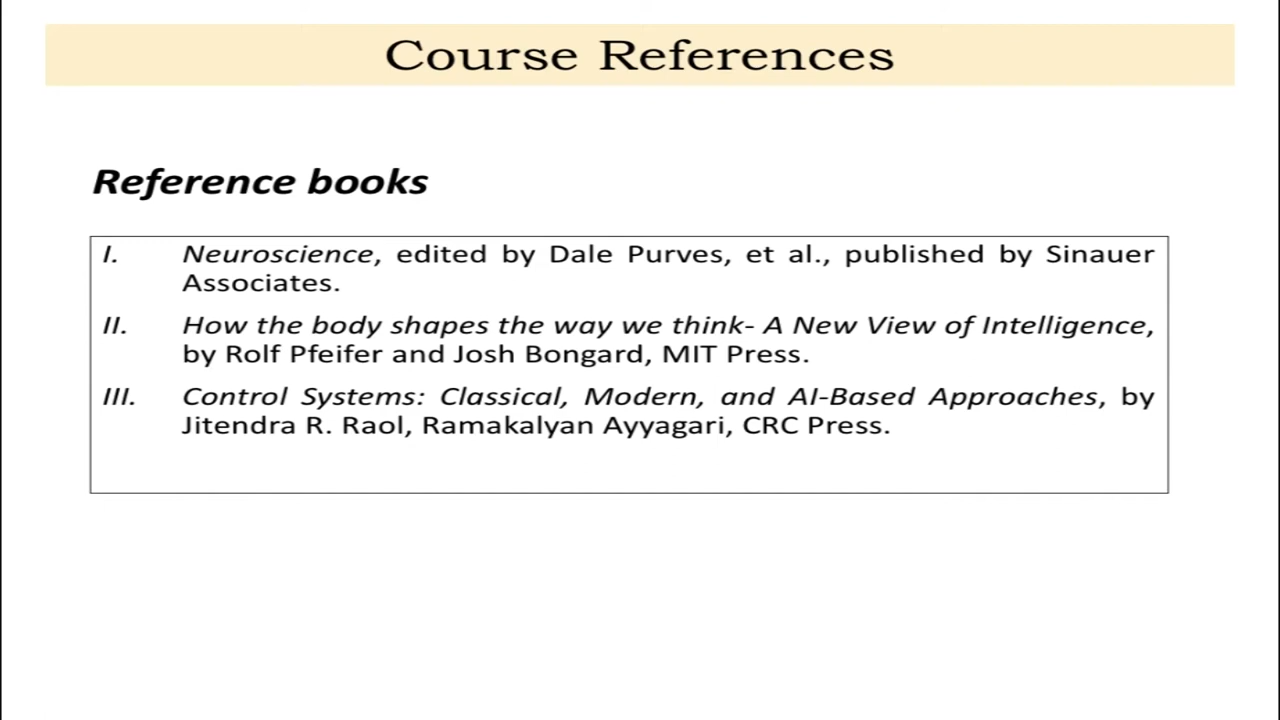 Course References
Reference books
I. Neuroscience, edited by Dale Purves, et al., published by Sinauer
Associates.
II. How the body shapes the way we think- A New View of Intelligence,
by Rolf Pfeifer and Josh Bongard, MIT Press.
III. Control Systems: Classical, Modern, and AI-Based Approaches, by
Jitendra R. Raol, Ramakalyan Ayyagari, CRC Press.